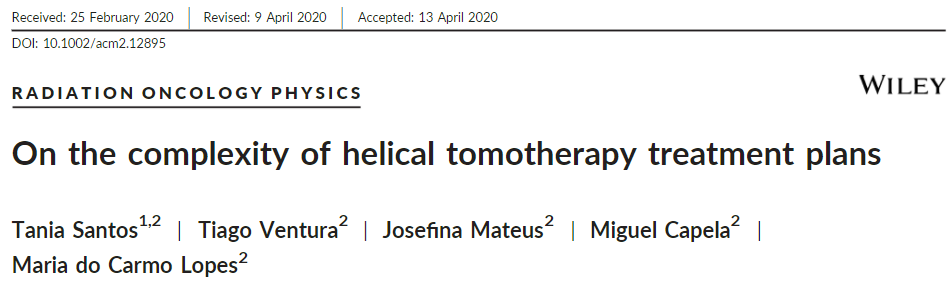 Received: 25 February 2020 | Revised: 9 April 2020 | Accepted: 13 April 2020
DOI: 10.1002/acm2.12895
WILEY
RADIATION ONCOLOGY PHYSICS
On the complexity of helical tomotherapy treatment plans
Tania Santos1,2 | Tiago Ventura2 | Josefina Mateus2 | Miguel Capela2 |
Maria do Carmo Lopes2